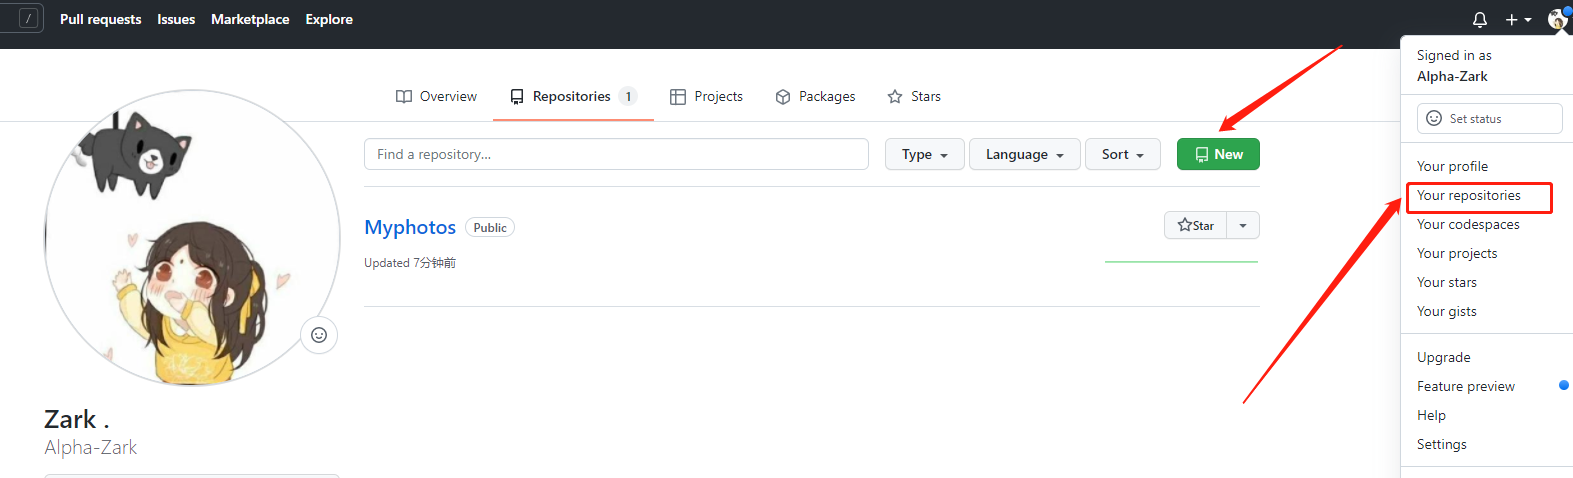 / Pull requests Issues Marketplace Explore
Signed in as
Alpha-Zark
Overview Repositories 1 Projects Packages Stars
Set status
Find a repository... Type Language Sort New
Your profile
Your repositories
Myphotos Public Star
Your codespaces
Updated 7分钟前
Your projects
Your stars
Your gists
Upgrade
Feature preview
Help
Settings
Zark .
Alpha-Zark